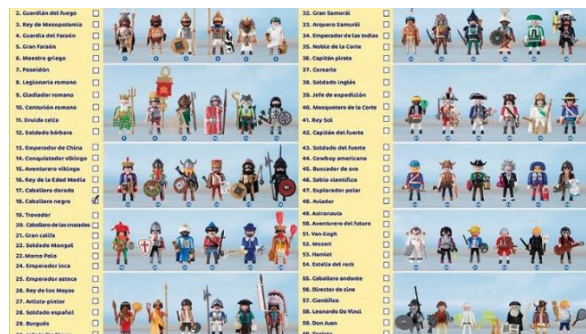 2. Guardián del fuego
3. Rey de Mesopotamia
4. Guardia del Faraón
5. Gran Faraón
6. Maestro griego
7. Poseidón
8. Legionario romano
9. Gladiador romano
10. Centurión romano
11. Druida celta
12. Soldado bárbaro
13. Emperador de China
14. Conquistador vikingo
15. Aventurero vikingo
16. Rey de la Edad Media
17. Caballero dorado
18. Caballero negro
19. Trovador
20. Caballero de las cruzadas
21. Gran califa
22. Soldado Mongol
23. Marco Polo
24. Emperador inca
Emperador azteca
26. Rey de los Mayas
27. Artista-pintor
28. Soldado español
29. Burgués
32. Gran Samurái
33. Arquero Samurái
34. Emperador de las Indias
35. Noble de la Corte
36. Capitán pirata
37. Corsario
38. Soldado inglés
39. Jefe de expedición
40. Mosquetero de la Corte
41. Rey Sol
42. Capitán del fuerte
43. Soldado del fuerte
44. Cowboy americano
45. Buscador de oro
46. Sabio científico
47. Explorador polar
48. Aviador
49. Astronauta
50. Aventurero del futuro
51. Van Gogh
52. Mozart
53. Hamlet
54. Estrella del rock
55. Caballero andante
56. Director de cine
57. Científico
58. Leonardo Da Vinci
59. Don Juan